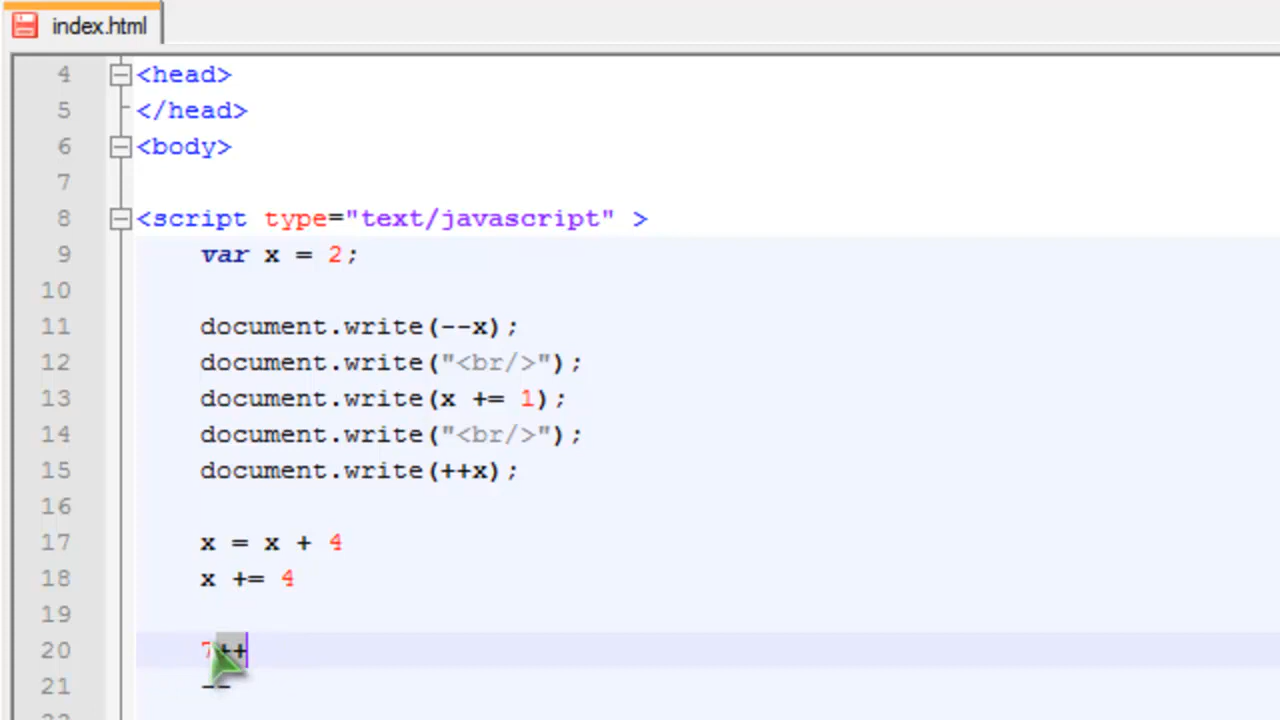 index.html
4 <head>
5 </head>
6 <body>
7
8 <script type="text/javascript" >
9 var x = 2;
10
11 document.write(--x);
12 document.write("<br/>");
13 document.write(x += 1);
14 document.write("<br/>");
15 document.write(++x);
16
17 x = x + 4
18 x += 4
19
20 7++
21 --